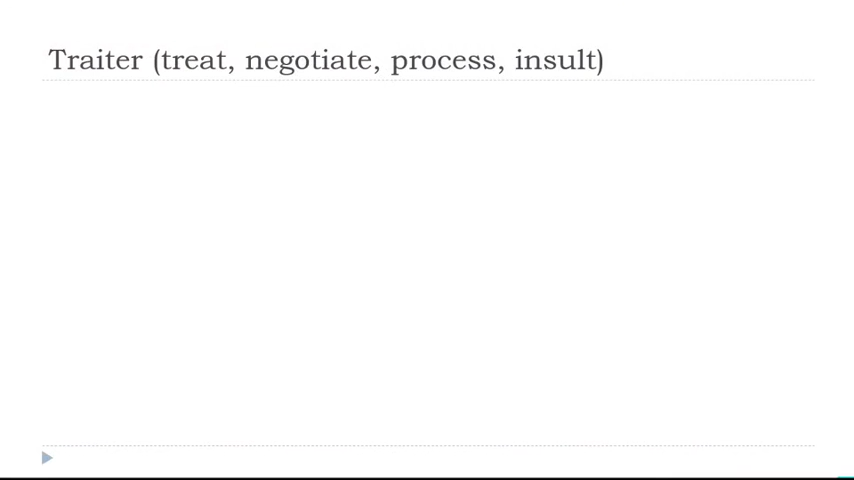 Traiter (treat, negotiate, process, insult)